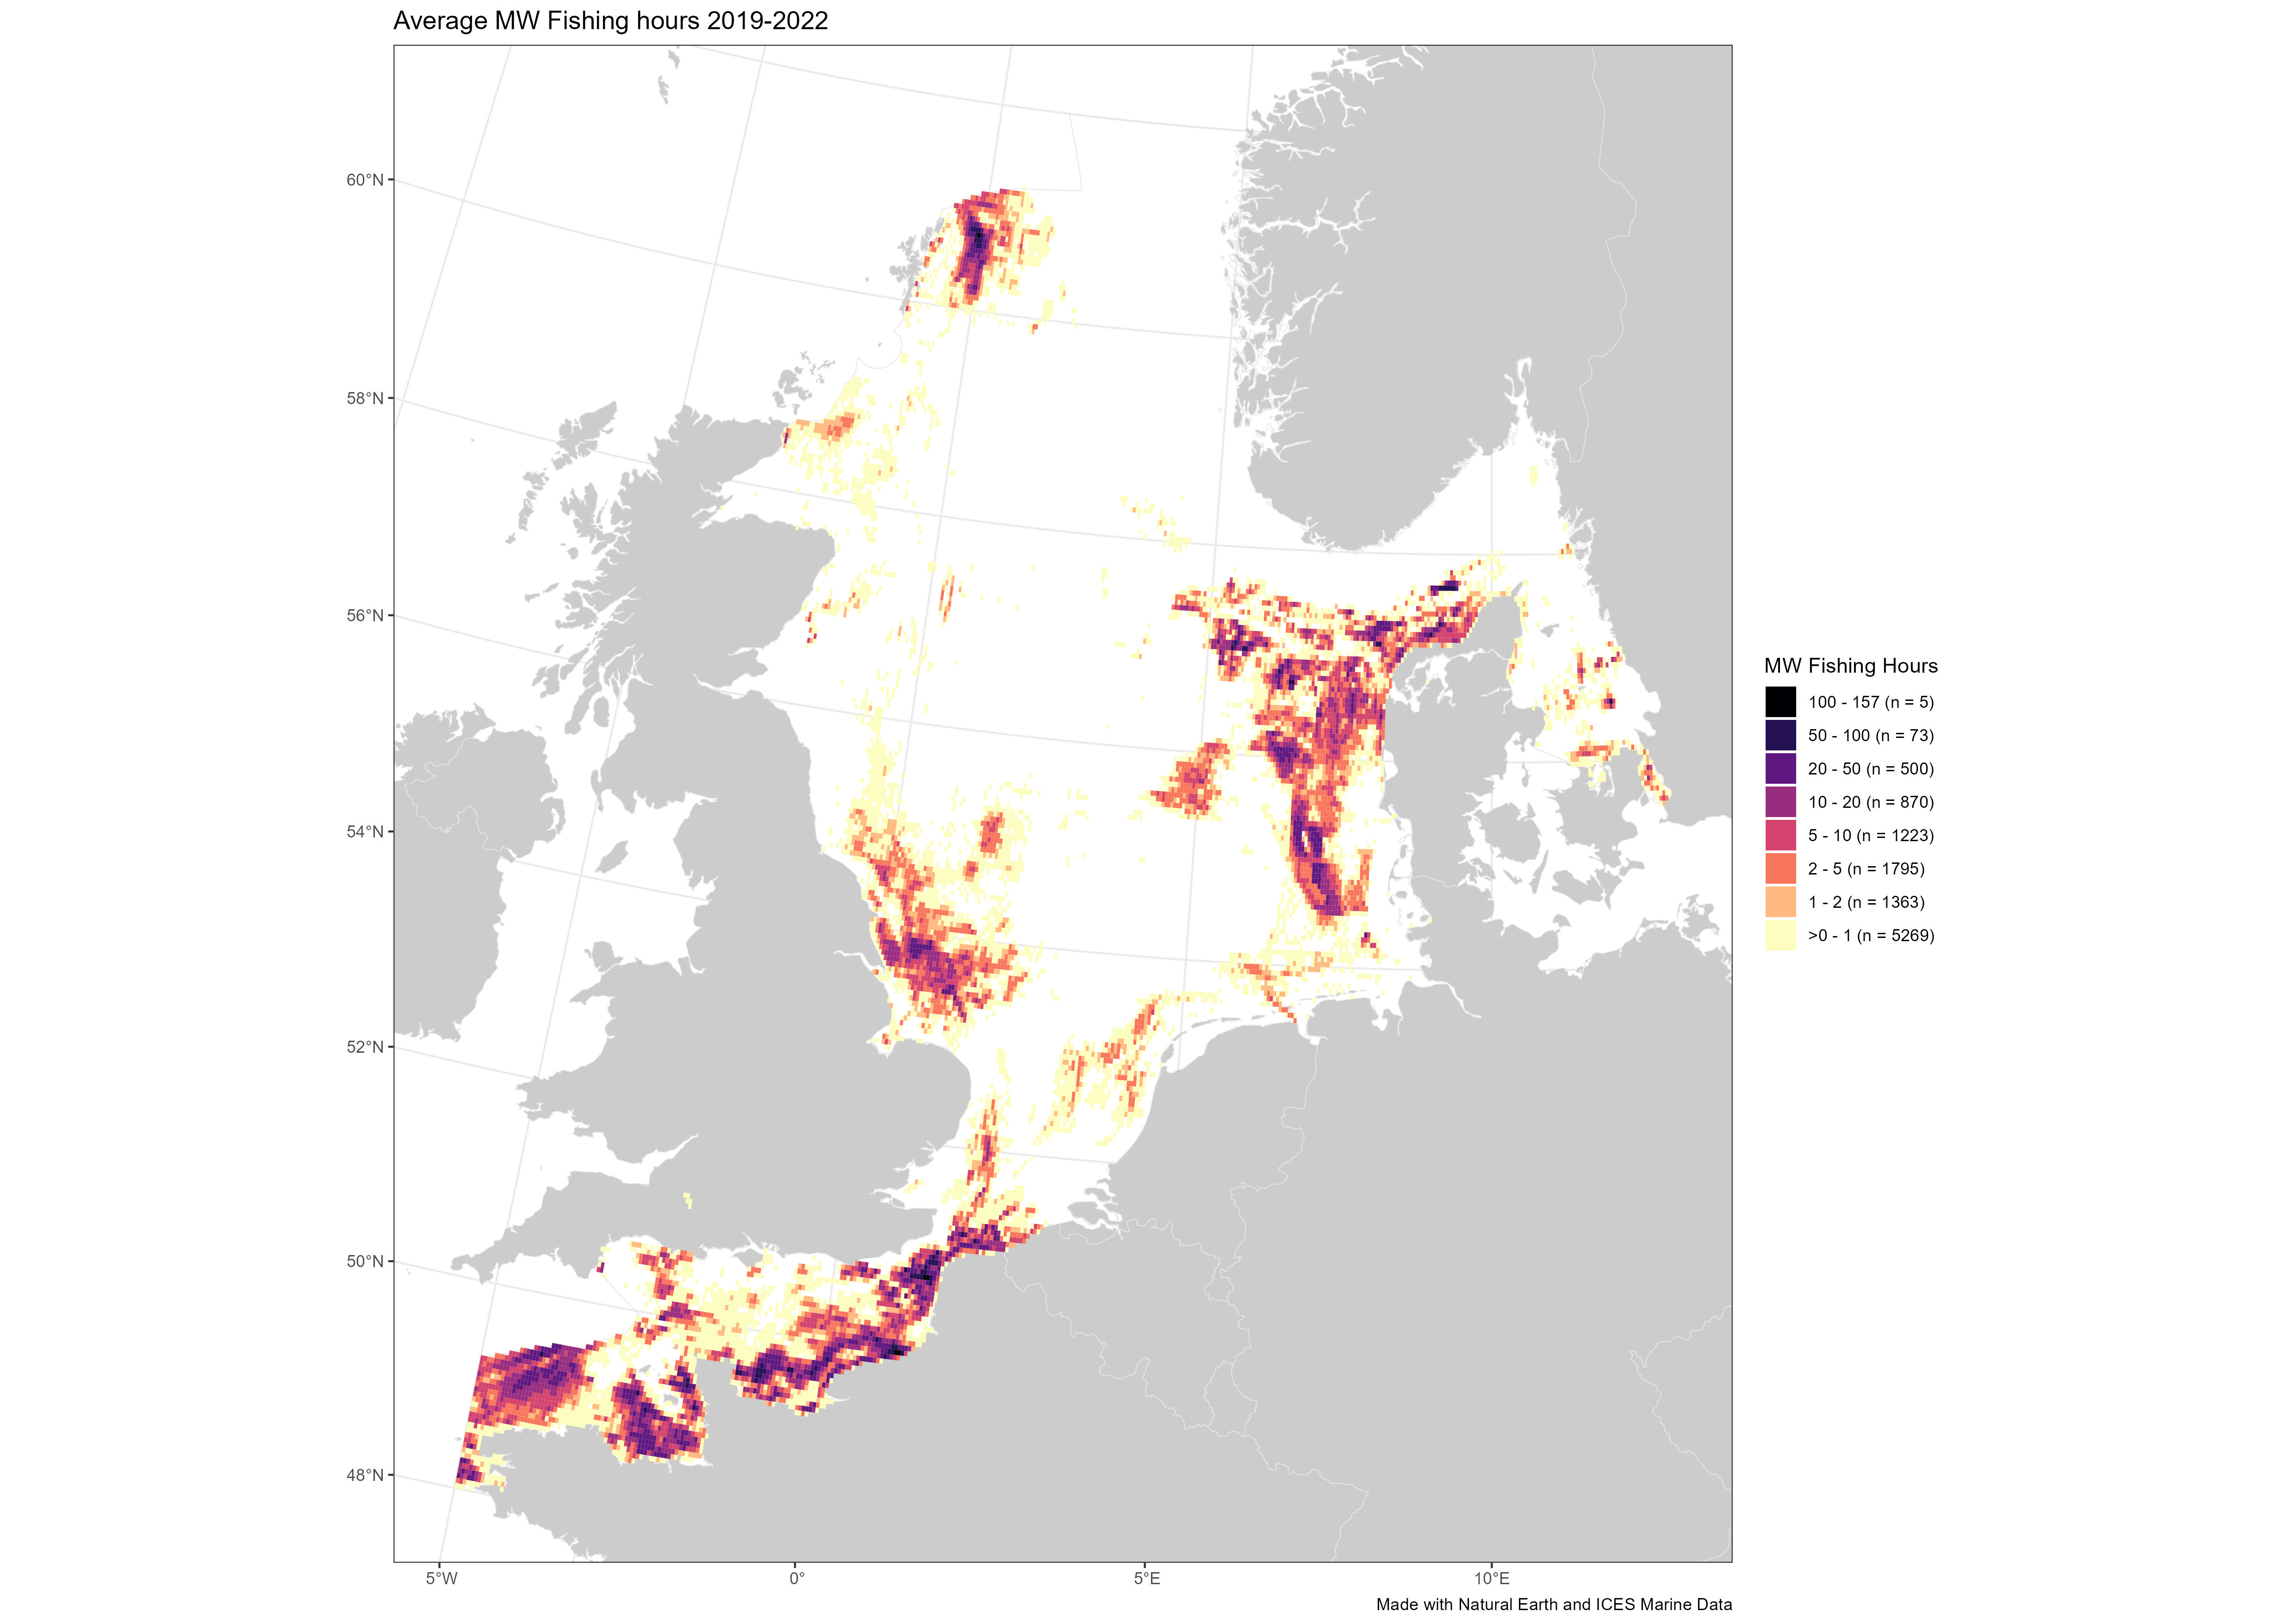 Average MW Fishing hours 2019-2022
60°N
58°N
56°N
54°N
52°N
50°N
48°N
5°W
0°
5°E
10°E
MW Fishing Hours
100 - 157 (n = 5)
50 - 100 (n = 73)
20 - 50 (n = 500)
10 - 20 (n = 870)
5 - 10 (n = 1223)
2 - 5 (n = 1795)
1 - 2 (n = 1363)
>0 - 1 (n = 5269)
Made with Natural Earth and ICES Marine Data